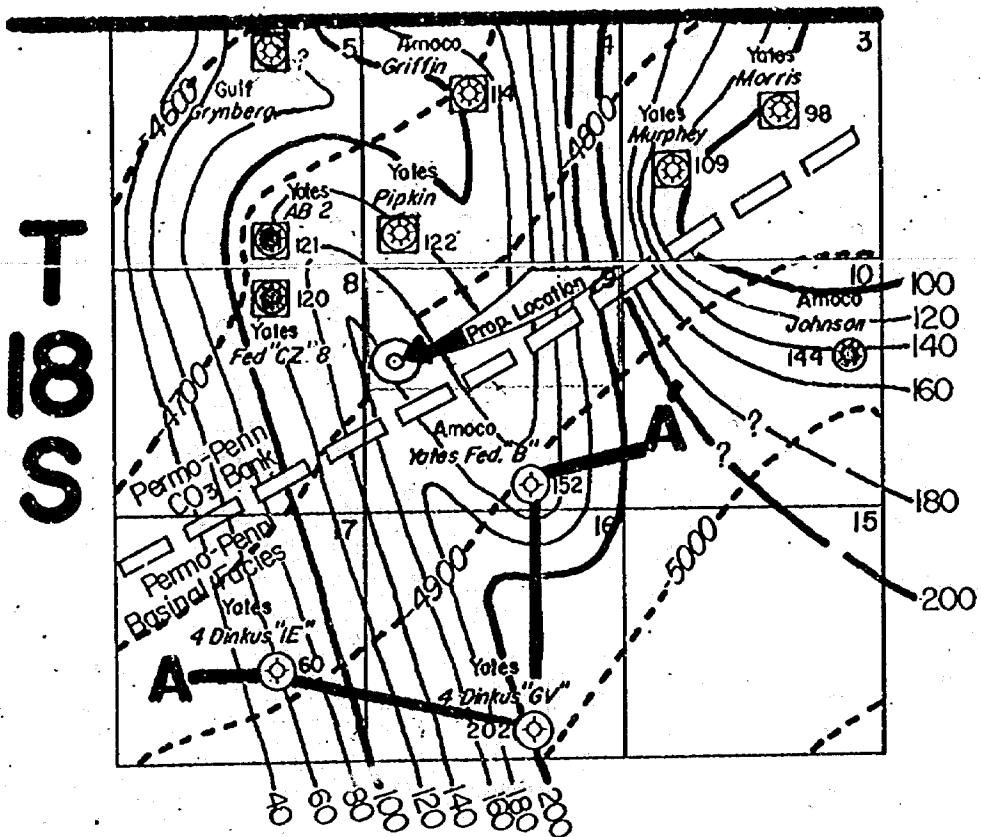 5
4
3
?
Gulf
Grynberg
Amoco
Griffin
114
Yates
Morris
98
Yates
Murphey
109
-4600
-4800
T
18
S
Yates
AB 2
121
Yates
Pipkin
122
8
9
10
120
Yates
Fed "CZ" 8
Prop. Location
Amoco
Johnson
144
100
120
140
160
-4700
Permo-Penn
CO3 Bank
Permo-Penn
Basinal Facies
Amoco
Yates Fed. "B"
152
A
?
?
180
200
17
16
15
-4900
-5000
Yates
4 Dinkus "IE"
60
A
Yates
4 Dinkus "GV"
202
40
60
80
100
120
140
160
180
200